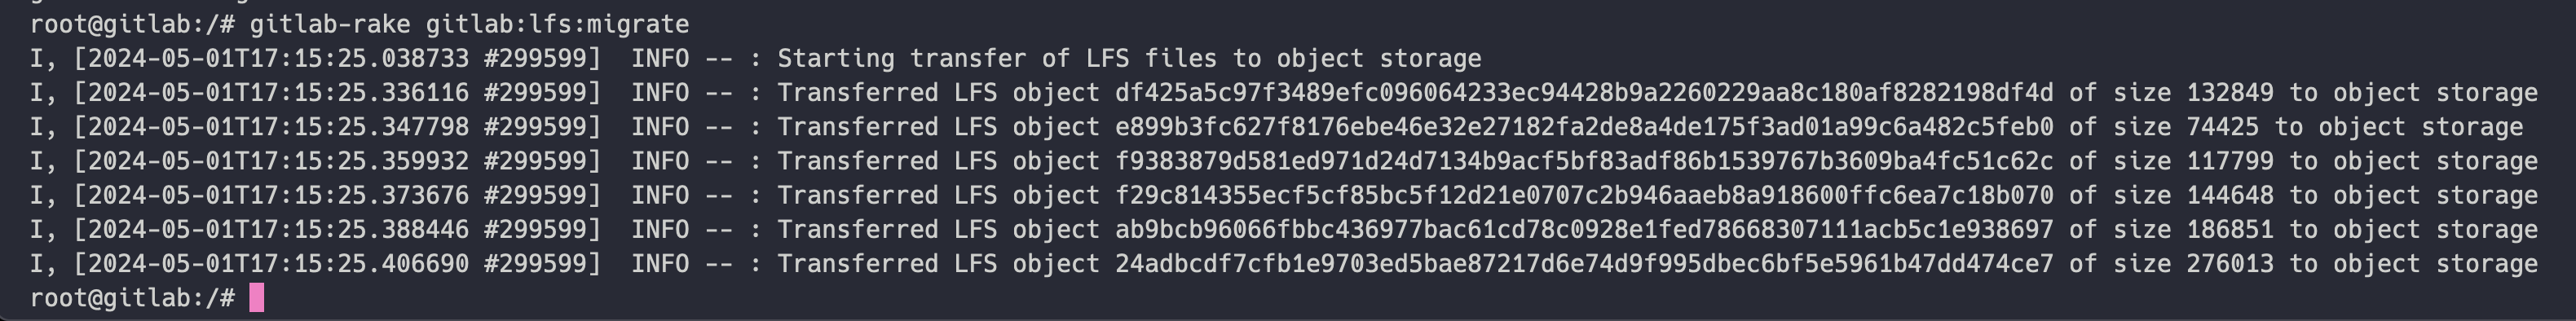 root@gitlab:/# gitlab-rake gitlab:lfs:migrate
I, [2024-05-01T17:15:25.038733 #299599]  INFO -- : Starting transfer of LFS files to object storage
I, [2024-05-01T17:15:25.336116 #299599]  INFO -- : Transferred LFS object df425a5c97f3489efc096064233ec94428b9a2260229aa8c180af8282198df4d of size 132849 to object storage
I, [2024-05-01T17:15:25.347798 #299599]  INFO -- : Transferred LFS object e899b3fc627f8176ebe46e32e27182fa2de8a4de175f3ad01a99c6a482c5feb0 of size 74425 to object storage
I, [2024-05-01T17:15:25.359932 #299599]  INFO -- : Transferred LFS object f9383879d581ed971d24d7134b9acf5bf83adf86b1539767b3609ba4fc51c62c of size 117799 to object storage
I, [2024-05-01T17:15:25.373676 #299599]  INFO -- : Transferred LFS object f29c814355ecf5cf85bc5f12d21e0707c2b946aaeb8a918600ffc6ea7c18b070 of size 144648 to object storage
I, [2024-05-01T17:15:25.388446 #299599]  INFO -- : Transferred LFS object ab9bcb96066fbbc436977bac61cd78c0928e1fed78668307111acb5c1e938697 of size 186851 to object storage
I, [2024-05-01T17:15:25.406690 #299599]  INFO -- : Transferred LFS object 24adbcdf7cfb1e9703ed5bae87217d6e74d9f995dbec6bf5e5961b47dd474ce7 of size 276013 to object storage
root@gitlab:/#